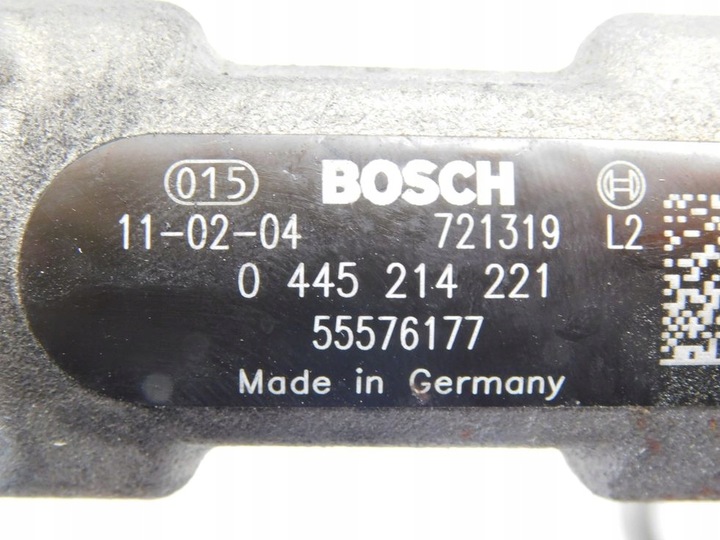 015 BOSCH
11-02-04 721319 L2
0 445 214 221
55576177
Made in Germany